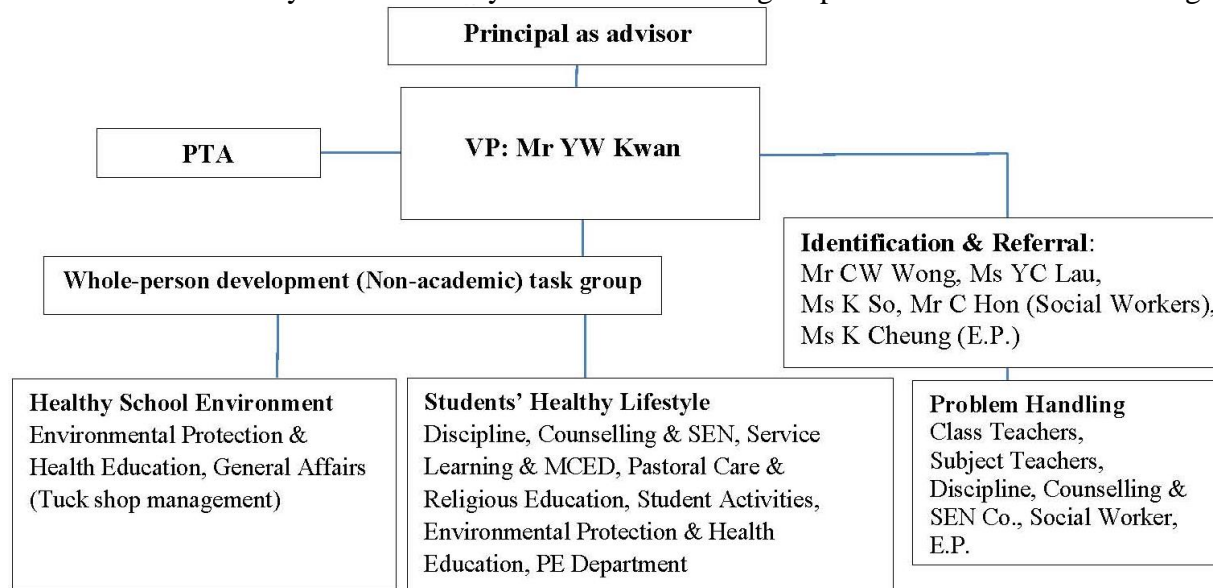 Principal as advisor
PTA
VP: Mr YW Kwan
Identification & Referral:
Mr CW Wong, Ms YC Lau,
Ms K So, Mr C Hon (Social Workers),
Ms K Cheung (E.P.)
Whole-person development (Non-academic) task group
Healthy School Environment
Environmental Protection &
Health Education, General Affairs
(Tuck shop management)
Students’ Healthy Lifestyle
Discipline, Counselling & SEN, Service
Learning & MCED, Pastoral Care &
Religious Education, Student Activities,
Environmental Protection & Health
Education, PE Department
Problem Handling
Class Teachers,
Subject Teachers,
Discipline, Counselling &
SEN Co., Social Worker,
E.P.